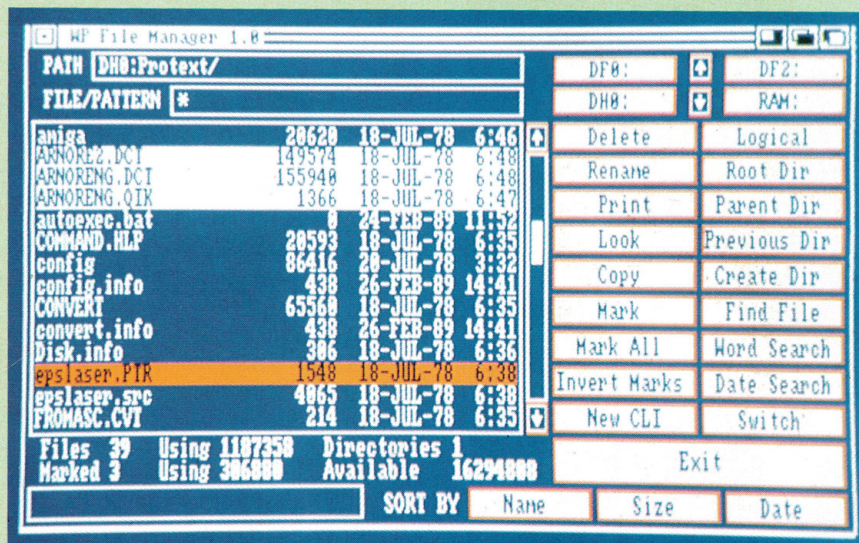 WP File Manager 1.0
PATH DH0:Protext/
FILE/PATTERN *
DF0: DF2:
DH0: RAM:
amiga 20620 18-JUL-78 6:46
ARNORE2.DCT 149574 18-JUL-78 6:48
ARNORENG.DCT 155940 18-JUL-78 6:48
ARNORENG.QIK 1366 18-JUL-78 6:47
autoexec.bat 0 24-FEB-89 11:52
COMMAND.HLP 20593 18-JUL-78 6:35
config 86416 20-JUL-78 3:32
config.info 438 26-FEB-89 14:41
CONVERT 65560 18-JUL-78 6:35
convert.info 438 26-FEB-89 14:41
Disk.info 306 18-JUL-78 6:36
epslaser.PTR 1548 18-JUL-78 6:38
epslaser.src 4065 18-JUL-78 6:38
FROMASC.CVT 214 18-JUL-78 6:35
Delete Logical
Rename Root Dir
Print Parent Dir
Look Previous Dir
Copy Create Dir
Mark Find File
Mark All Word Search
Invert Marks Date Search
New CLI Switch
Exit
Files 39 Using 1187358 Directories 1
Marked 3 Using 306880 Available 16294808
SORT BY Name Size Date